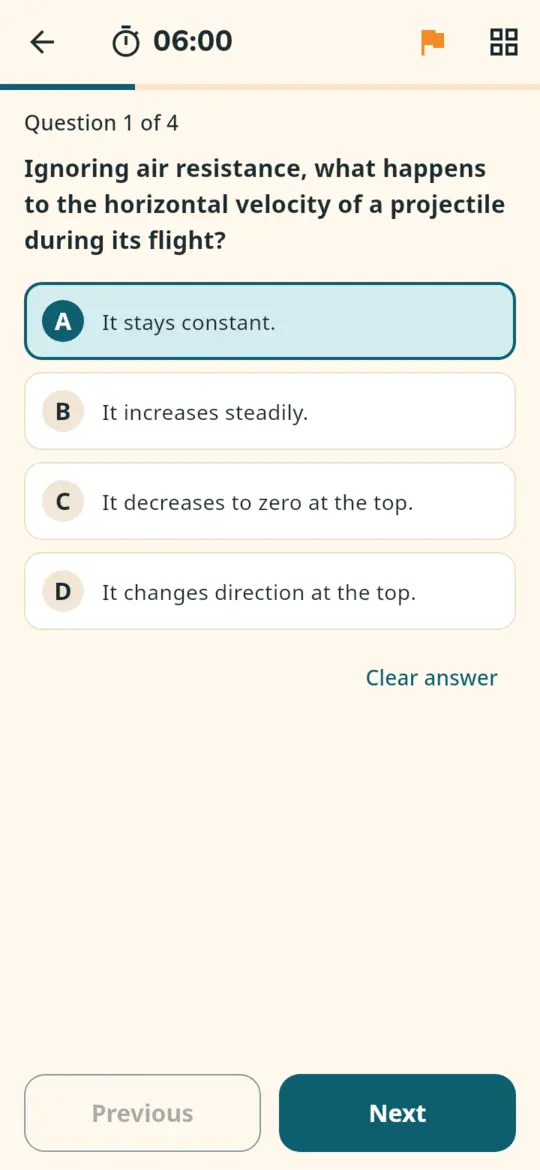 06:00
Question 1 of 4
Ignoring air resistance, what happens
to the horizontal velocity of a projectile
during its flight?
A It stays constant.
B It increases steadily.
C It decreases to zero at the top.
D It changes direction at the top.
Clear answer
Previous Next